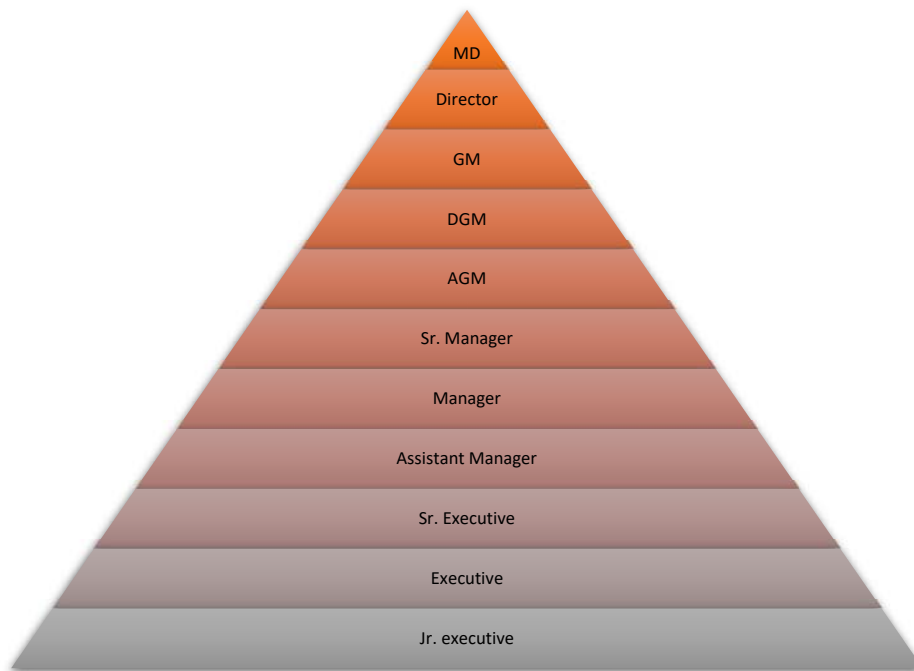 MD
Director
GM
DGM
AGM
Sr. Manager
Manager
Assistant Manager
Sr. Executive
Executive
Jr. executive